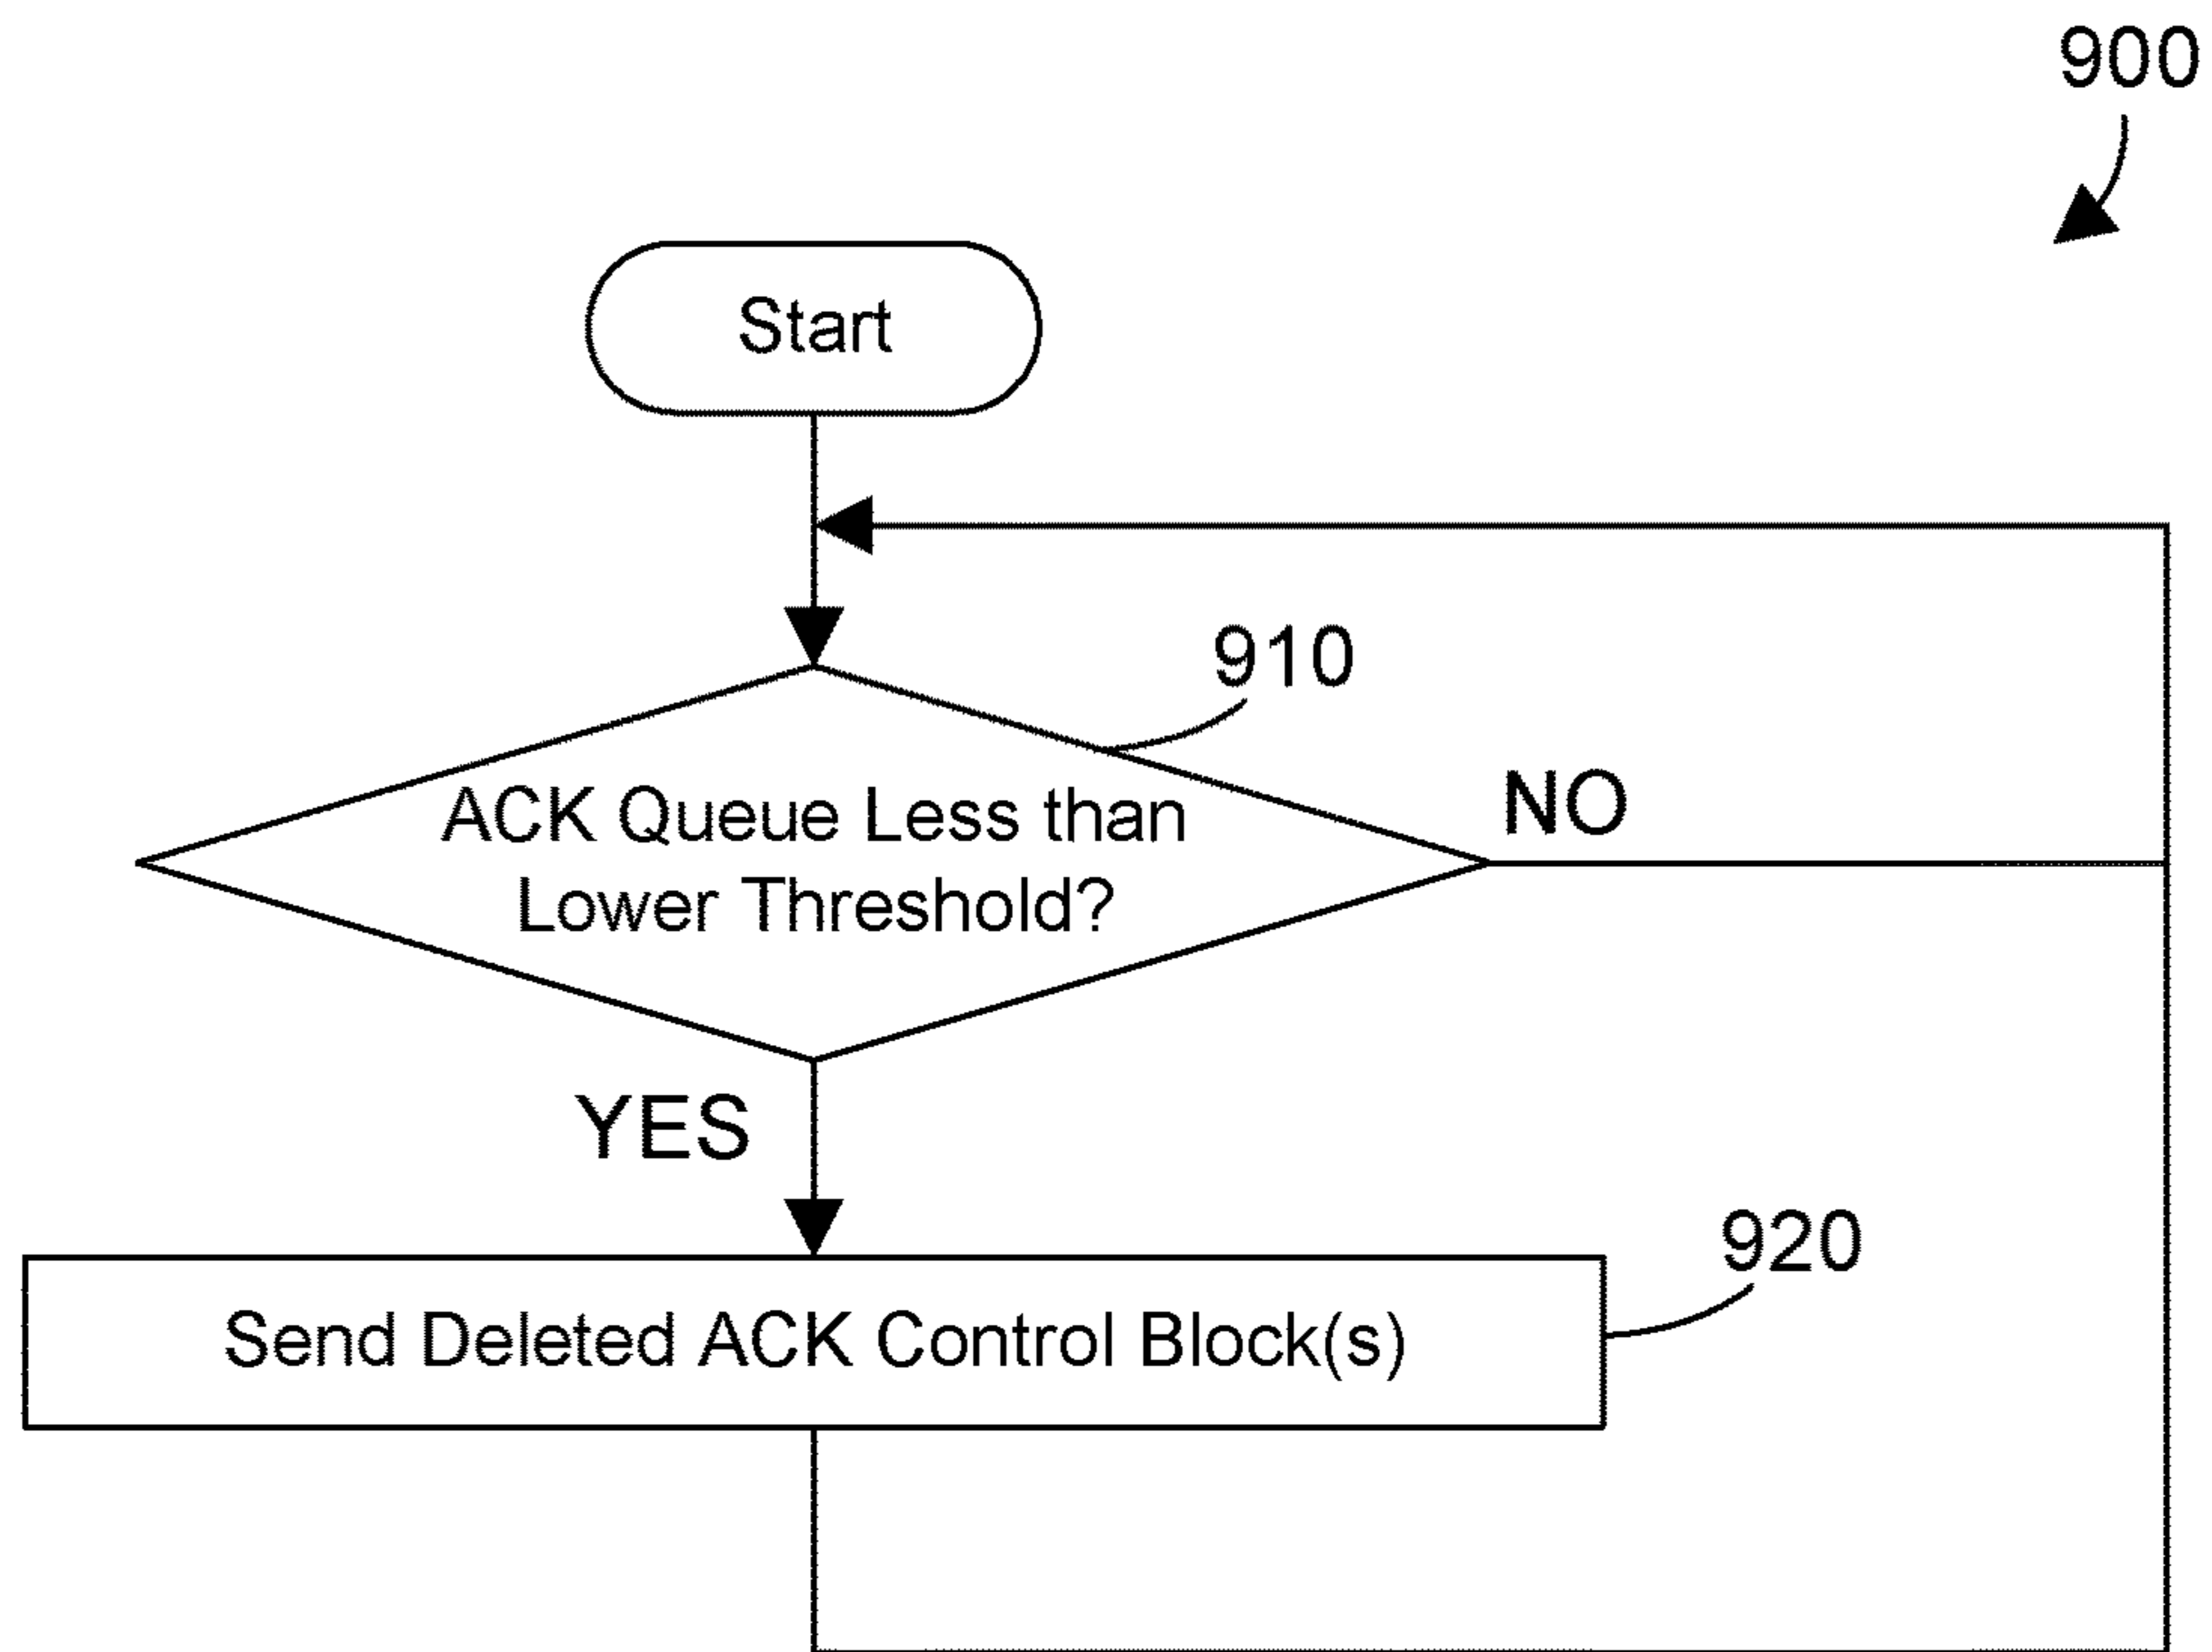 900
Start
910
ACK Queue Less than
Lower Threshold?
NO
YES
920
Send Deleted ACK Control Block(s)